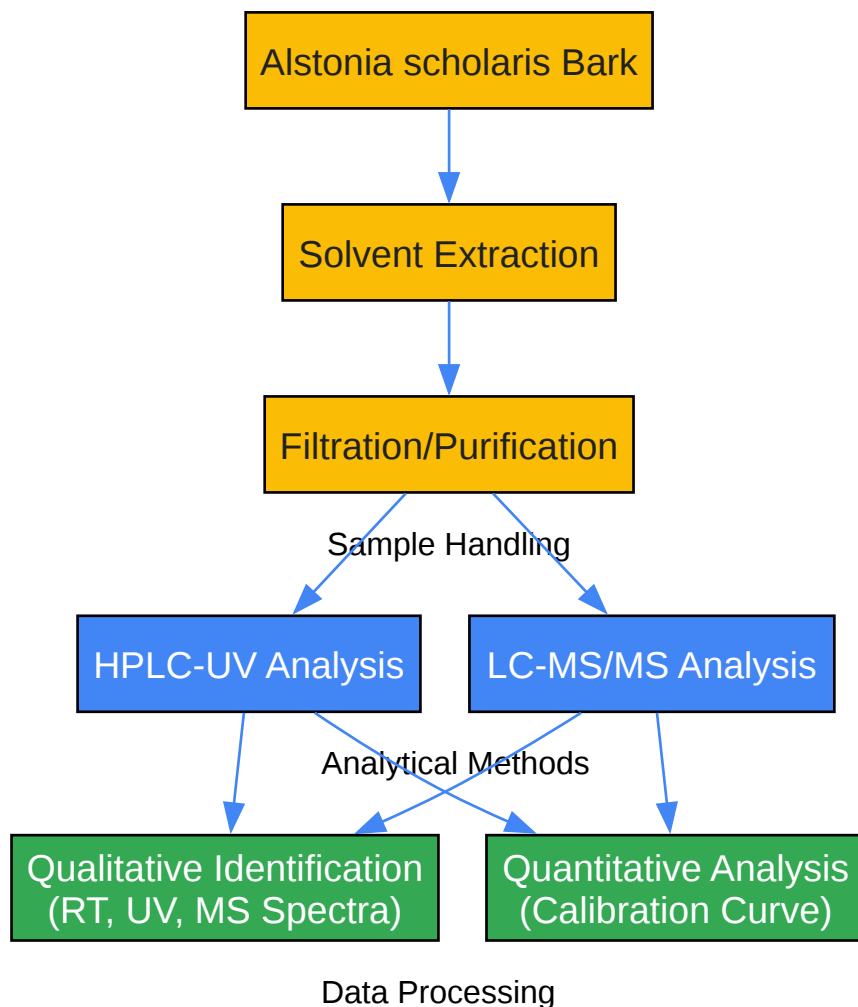 Alstonia scholaris Bark
Solvent Extraction
Filtration/Purification
Sample Handling
HPLC-UV Analysis
LC-MS/MS Analysis
Analytical Methods
Qualitative Identification
(RT, UV, MS Spectra)
Quantitative Analysis
(Calibration Curve)
Data Processing